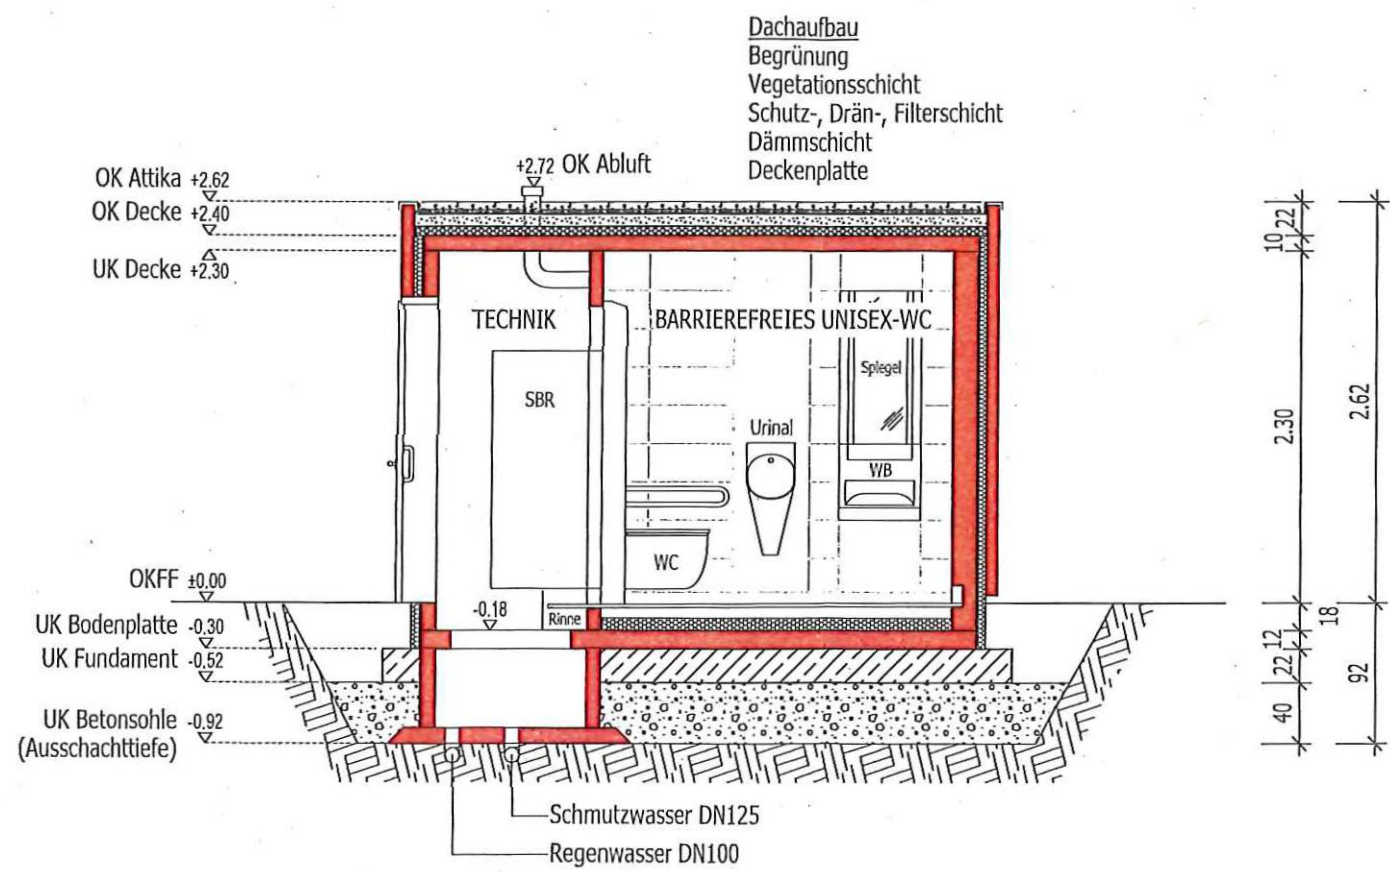 Dachaufbau
Begrünung
Vegetationsschicht
Schutz-, Drän-, Filterschicht
Dämmschicht
Deckenplatte
+2.72 OK Abluft
OK Attika +2.62
OK Decke +2.40
UK Decke +2.30
22
10
2.30
2.62
TECHNIK
BARRIEREFREIES UNISEX-WC
Spiegel
SBR
Urinal
WB
WC
OKFF ±0.00
-0.18
Rinne
UK Bodenplatte -0.30
UK Fundament -0.52
18
12
22
92
40
UK Betonsohle -0.92
(Ausschachttiefe)
Schmutzwasser DN125
Regenwasser DN100